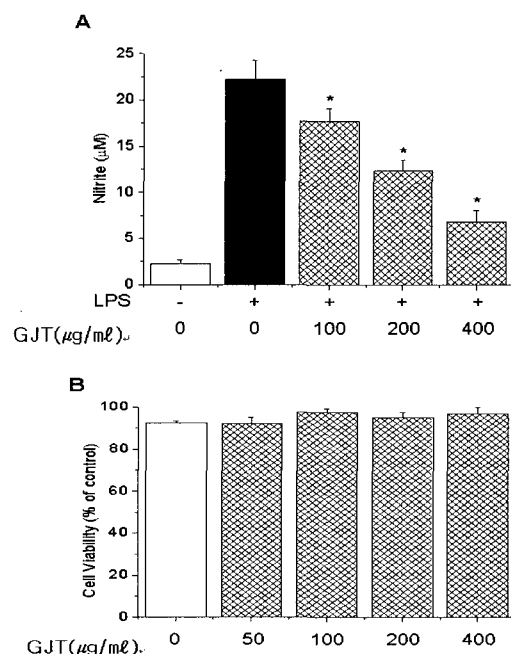 A
25
20
15
10
5
0
Nitrite (μM)
* * *
LPS - + + + +
GJT(μg/mℓ) 0 0 100 200 400
B
100
80
60
40
20
0
Cell Viability (% of control)
GJT(μg/mℓ) 0 50 100 200 400